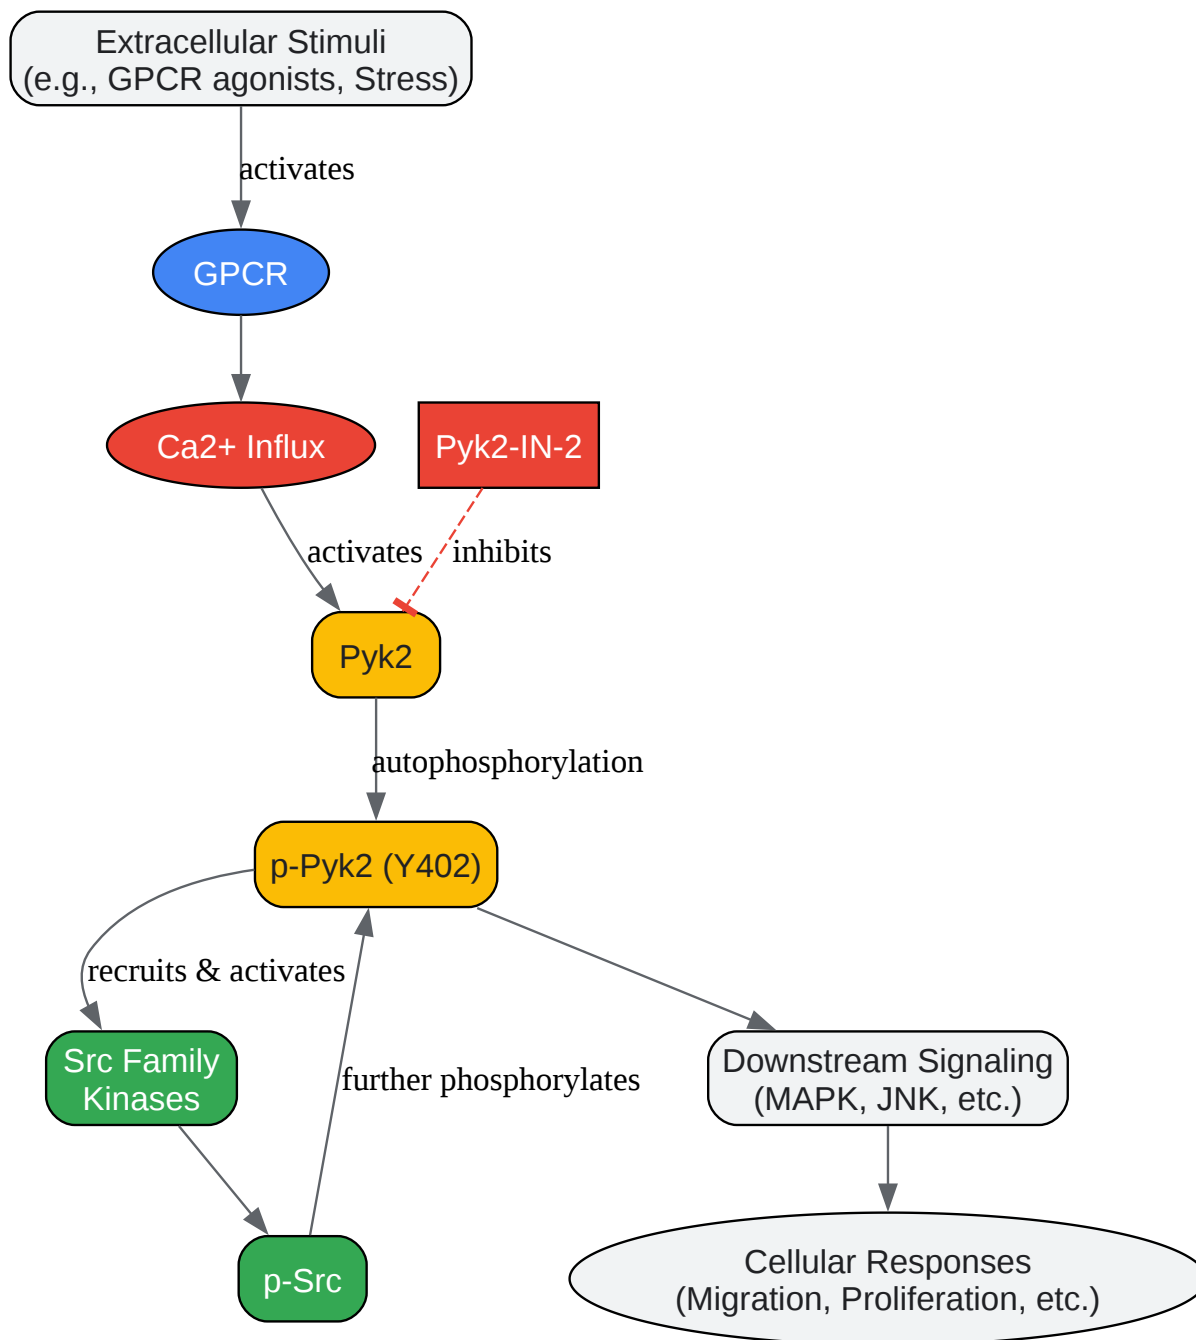 Extracellular Stimuli
(e.g., GPCR agonists, Stress)
activates
GPCR
Ca2+ Influx
Pyk2-IN-2
activates
inhibits
Pyk2
autophosphorylation
p-Pyk2 (Y402)
recruits & activates
Src Family
Kinases
further phosphorylates
Downstream Signaling
(MAPK, JNK, etc.)
p-Src
Cellular Responses
(Migration, Proliferation, etc.)